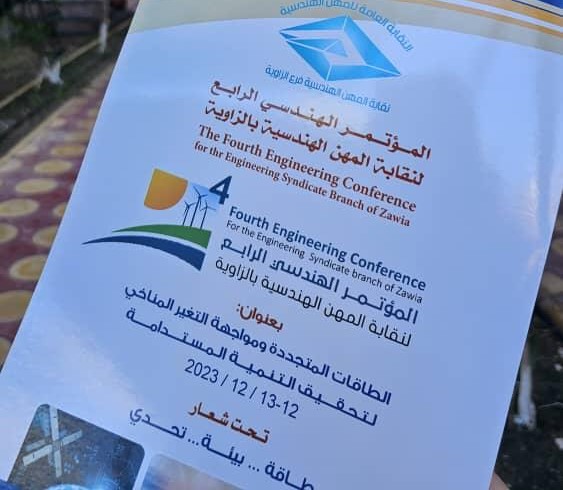 النقابة العامة للمهن الهندسية
نقابة المهن الهندسية فرع الزاوية
المؤتمر الهندسي الرابع
لنقابة المهن الهندسية بالزاوية
The Fourth Engineering Conference
for thr Engineering Syndicate Branch of Zawia
4
Fourth Engineering Conference
For the Engineering Syndicate branch of Zawia
المؤتمر الهندسي الرابع
لنقابة المهن الهندسية بالزاوية
بعنوان:
الطاقات المتجددة ومواجهة التغير المناخي
لتحقيق التنمية المستدامة
2023 / 12 / 13-12
تحت شعار
طاقة ... بيئة ... تحدي